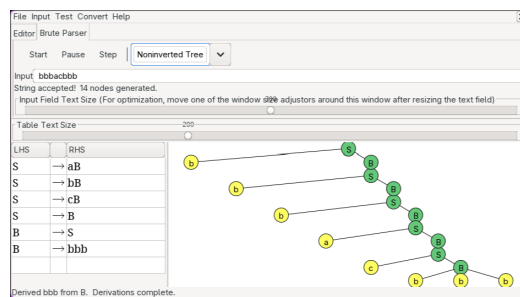 File Input Test Convert Help
Editor Brute Parser
Start Pause Step Noninverted Tree
Input bbbacbbb
String accepted! 14 nodes generated.
Input Field Text Size (For optimization, move one of the window size adjustors around this window after resizing the text field)
Table Text Size
200
LHS RHS
S → aB
S → bB
S → cB
S → B
B → S
B → bbb
S
b B
S
b B
S
b B
a S
B
c S
B
b b b
Derived bbb from B. Derivations complete.